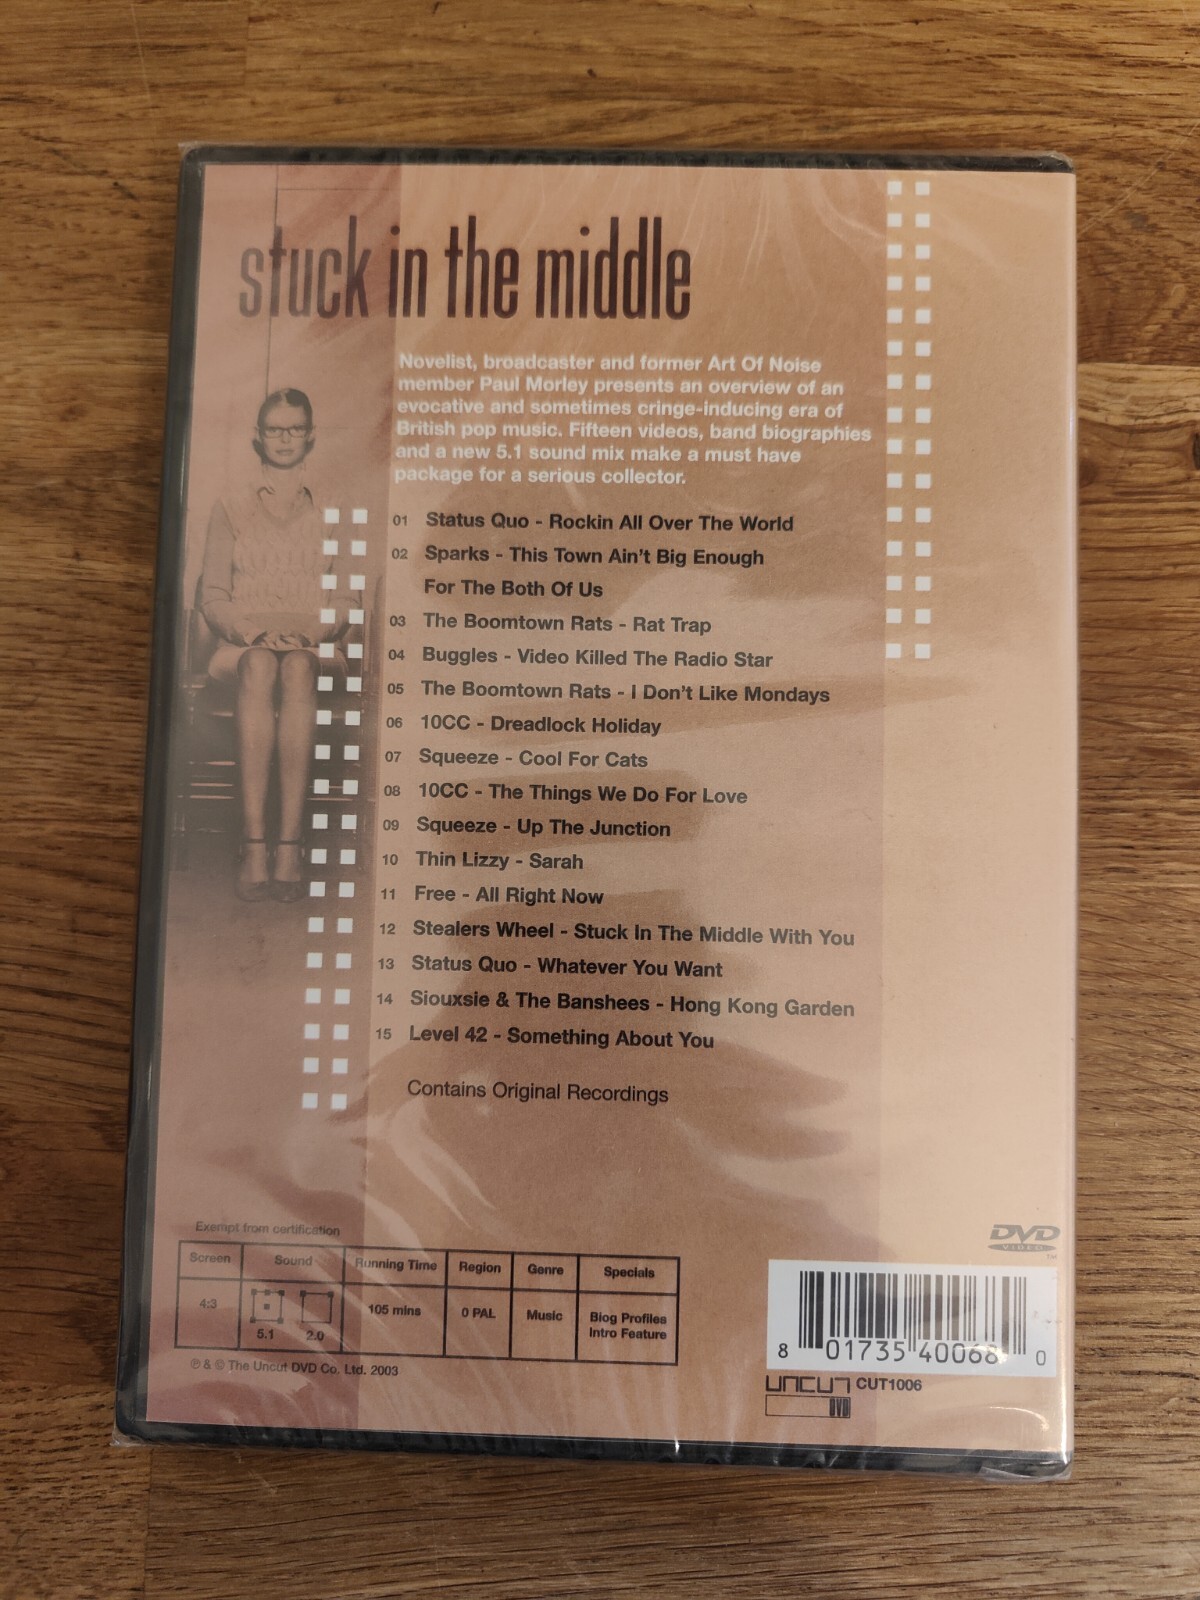 stuck in the middle
Novelist, broadcaster and former Art Of Noise
member Paul Morley presents an overview of an
evocative and sometimes cringe-inducing era of
British pop music. Fifteen videos, band biographies
and a new 5.1 sound mix make a must have
package for a serious collector.
01 Status Quo - Rockin All Over The World
02 Sparks - This Town Ain't Big Enough
For The Both Of Us
03 The Boomtown Rats - Rat Trap
04 Buggles - Video Killed The Radio Star
05 The Boomtown Rats - I Don't Like Mondays
06 10CC - Dreadlock Holiday
07 Squeeze - Cool For Cats
08 10CC - The Things We Do For Love
09 Squeeze - Up The Junction
10 Thin Lizzy - Sarah
11 Free - All Right Now
12 Stealers Wheel - Stuck In The Middle With You
13 Status Quo - Whatever You Want
14 Siouxsie & The Banshees - Hong Kong Garden
15 Level 42 - Something About You
Contains Original Recordings
Exempt from certification
Screen Sound Running Time Region Genre Specials
4:3 5.1 2.0 105 mins 0 PAL Music Biog Profiles
Intro Feature
℗ & © The Uncut DVD Co. Ltd. 2003
DVD
VIDEO ™
8 01735 40068 0
UNCUT CUT1006
DVD